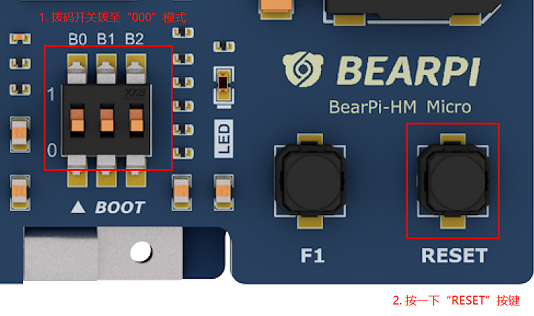 1. 拨码开关拨至“000”模式
B0 B1 B2
XKB
1
0
BOOT
LED
BEARPI
BearPi-HM Micro
F1
RESET
2. 按一下“RESET”按键